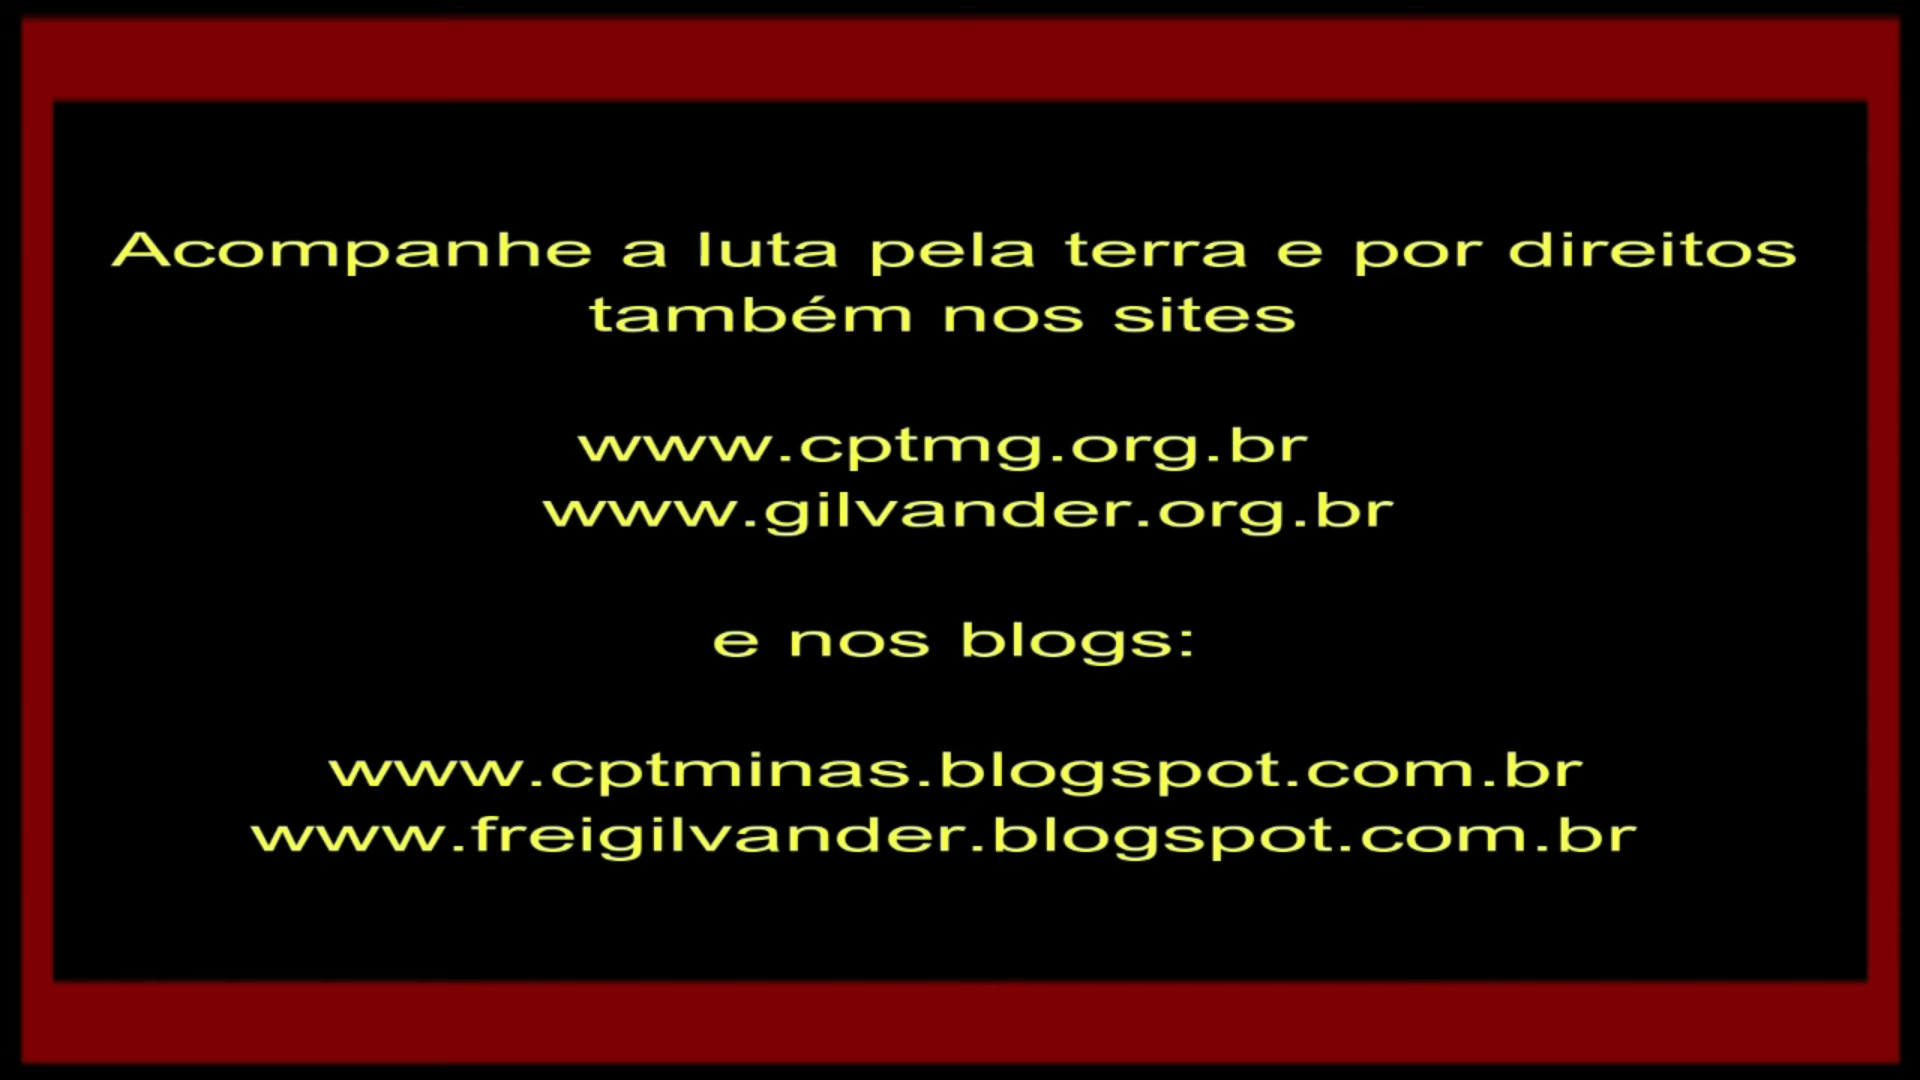 Acompanhe a luta pela terra e por direitos
também nos sites
www.cptmg.org.br
www.gilvander.org.br
e nos blogs:
www.cptminas.blogspot.com.br
www.freigilvander.blogspot.com.br